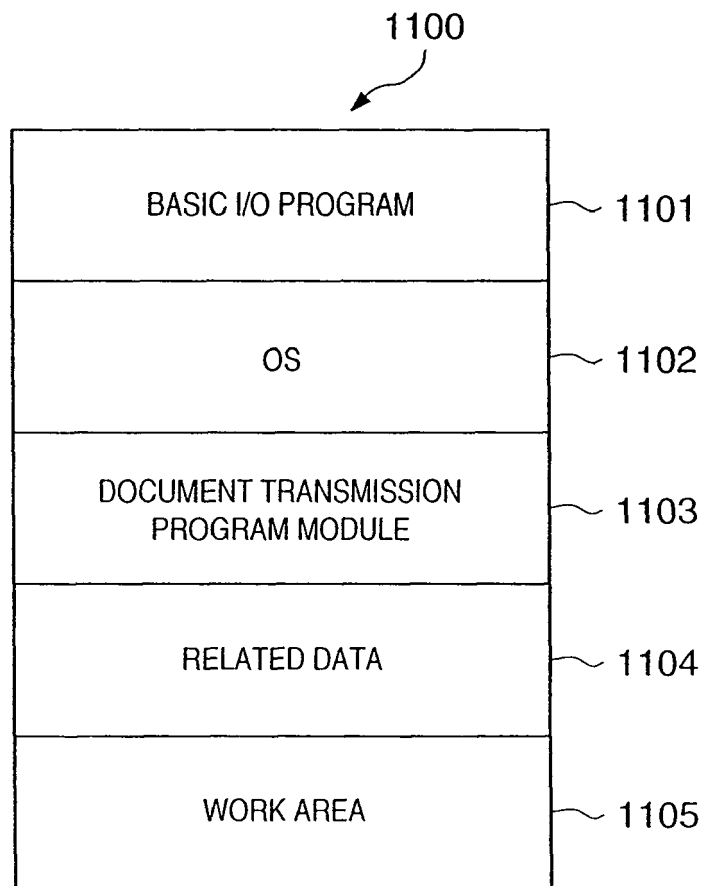 1100
BASIC I/O PROGRAM
1101
OS
1102
DOCUMENT TRANSMISSION
PROGRAM MODULE
1103
RELATED DATA
1104
WORK AREA
1105